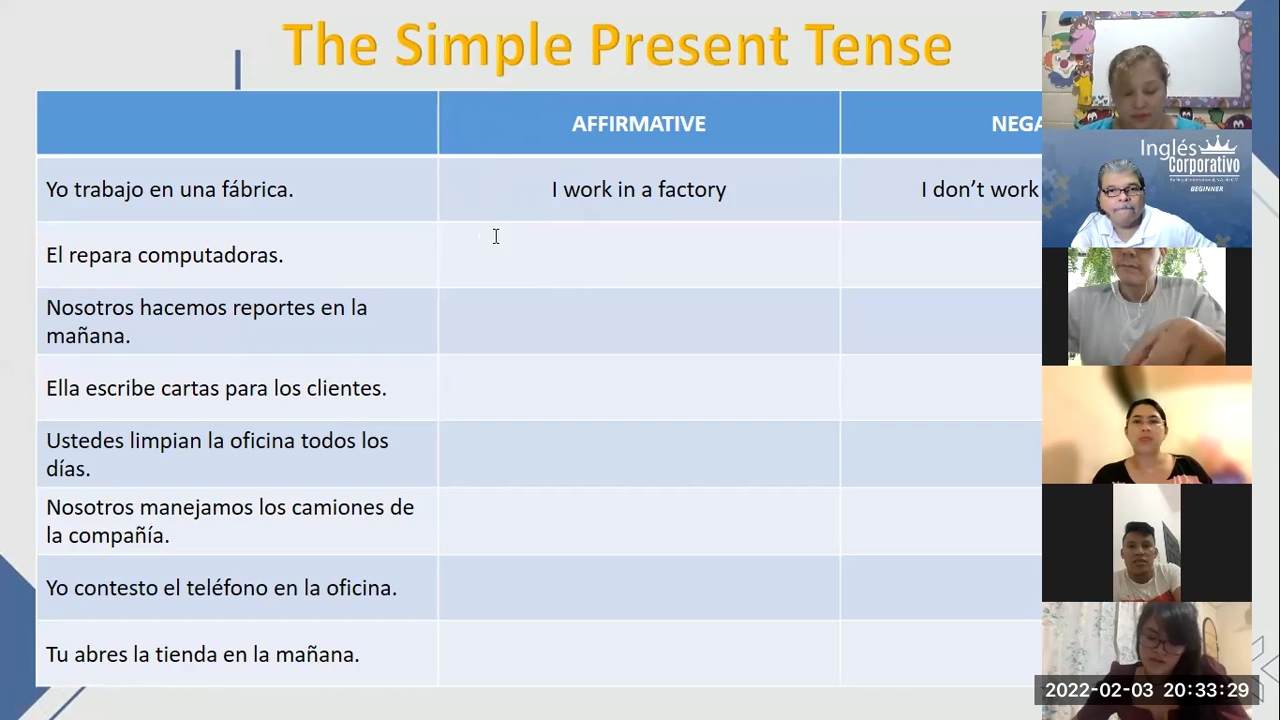 The Simple Present Tense
AFFIRMATIVE
NEGA
Yo trabajo en una fábrica.
I work in a factory
I don’t work
El repara computadoras.
Nosotros hacemos reportes en la
mañana.
Ella escribe cartas para los clientes.
Ustedes limpian la oficina todos los
días.
Nosotros manejamos los camiones de
la compañía.
Yo contesto el teléfono en la oficina.
Tu abres la tienda en la mañana.
Inglés
Corporativo
BEGINNER
2022-02-03 20:33:29